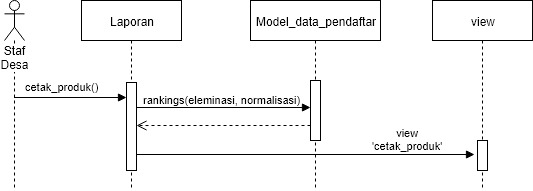 Laporan
Model_data_pendaftar
view
Staf
Desa
cetak_produk()
rankings(eleminasi, normalisasi)
view
'cetak_produk'